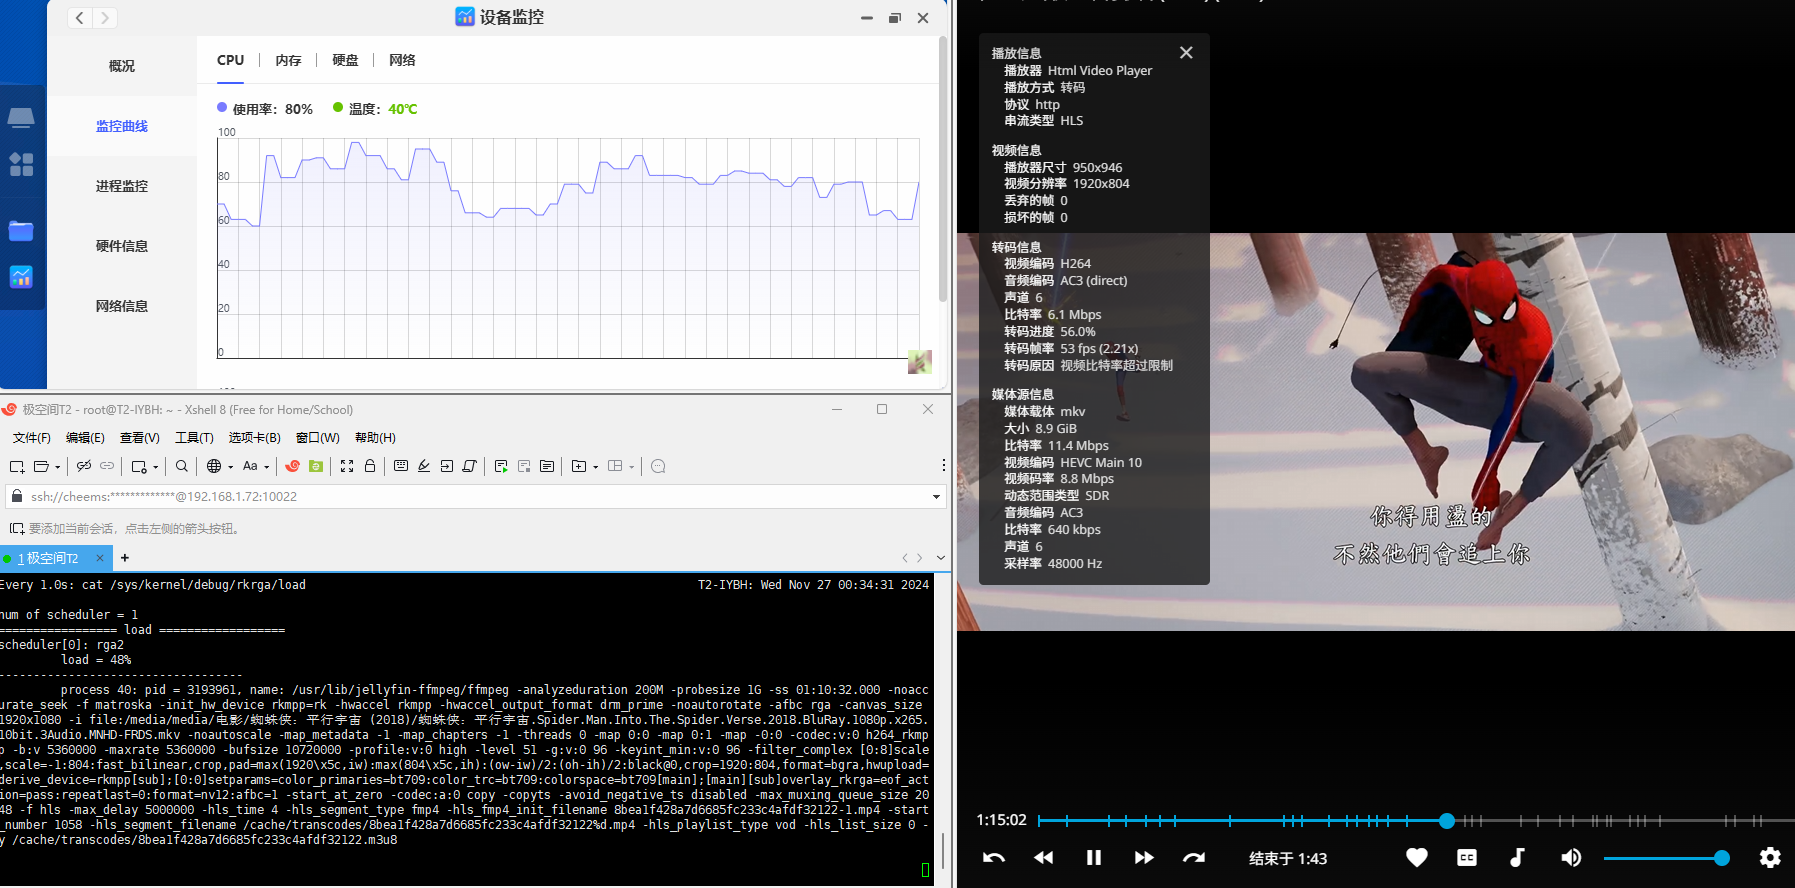 设备监控
概况
监控曲线
进程监控
硬件信息
网络信息
CPU
内存
硬盘
网络
使用率：80%
温度：40℃
100
80
60
40
20
0
极空间T2 - root@T2-IYBH: ~ - Xshell 8 (Free for Home/School)
文件(F) 编辑(E) 查看(V) 工具(T) 选项卡(B) 窗口(W) 帮助(H)
Aa
ssh://cheems:*************@192.168.1.72:10022
要添加当前会话，点击左侧的箭头按钮。
1 极空间T2
Every 1.0s: cat /sys/kernel/debug/rkrga/load T2-IYBH: Wed Nov 27 00:34:31 2024
num of scheduler = 1
================= load ==================
scheduler[0]: rga2
load = 48%
-----------------------------------
process 40: pid = 3193961, name: /usr/lib/jellyfin-ffmpeg/ffmpeg -analyzeduration 200M -probesize 1G -ss 01:10:32.000 -noacc
urate_seek -f matroska -init_hw_device rkmpp=rk -hwaccel rkmpp -hwaccel_output_format drm_prime -noautorotate -afbc rga -canvas_size
1920x1080 -i file:/media/media/电影/蜘蛛侠：平行宇宙 (2018)/蜘蛛侠：平行宇宙.Spider.Man.Into.The.Spider.Verse.2018.BluRay.1080p.x265.
10bit.3Audio.MNHD-FRDS.mkv -noautoscale -map_metadata -1 -map_chapters -1 -threads 0 -map 0:0 -map 0:1 -map -0:0 -codec:v:0 h264_rkmp
p -b:v 5360000 -maxrate 5360000 -bufsize 10720000 -profile:v:0 high -level 51 -g:v:0 96 -keyint_min:v:0 96 -filter_complex [0:8]scale
,scale=-1:804:fast_bilinear,crop,pad=max(1920\x5c,iw):max(804\x5c,ih):(ow-iw)/2:(oh-ih)/2:black@0,crop=1920:804,format=bgra,hwupload=
derive_device=rkmpp[sub];[0:0]setparams=color_primaries=bt709:color_trc=bt709:colorspace=bt709[main];[main][sub]overlay_rkrga=eof_act
ion=pass:repeatlast=0:format=nv12:afbc=1 -start_at_zero -codec:a:0 copy -copyts -avoid_negative_ts disabled -max_muxing_queue_size 20
48 -f hls -max_delay 5000000 -hls_time 4 -hls_segment_type fmp4 -hls_fmp4_init_filename 8bea1f428a7d6685fc233c4afdf32122-1.mp4 -start
_number 1058 -hls_segment_filename /cache/transcodes/8bea1f428a7d6685fc233c4afdf32122%d.mp4 -hls_playlist_type vod -hls_list_size 0 -
y /cache/transcodes/8bea1f428a7d6685fc233c4afdf32122.m3u8
播放信息
播放器 Html Video Player
播放方式 转码
协议 http
串流类型 HLS
视频信息
播放器尺寸 950x946
视频分辨率 1920x804
丢弃的帧 0
损坏的帧 0
转码信息
视频编码 H264
音频编码 AC3 (direct)
声道 6
比特率 6.1 Mbps
转码进度 56.0%
转码帧率 53 fps (2.21x)
转码原因 视频比特率超过限制
媒体源信息
媒体载体 mkv
大小 8.9 GiB
比特率 11.4 Mbps
视频编码 HEVC Main 10
视频码率 8.8 Mbps
动态范围类型 SDR
音频编码 AC3
比特率 640 kbps
声道 6
采样率 48000 Hz
你得用盪的
不然他們會追上你
1:15:02
结束于 1:43
CC